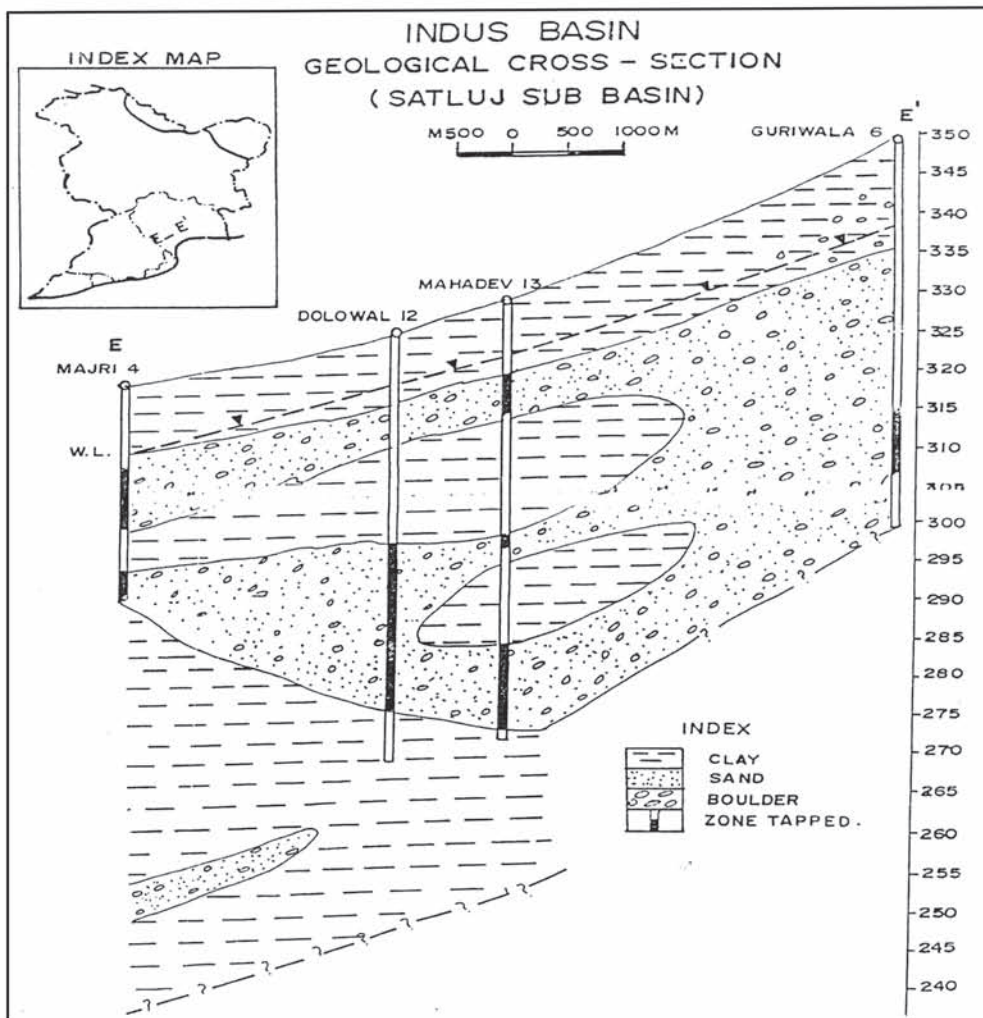 INDUS BASIN
GEOLOGICAL CROSS - SECTION
(SATLUJ SUB BASIN)
INDEX MAP
E-E'
M500 0 500 1000M
E'
GURIWALA 6
MAHADEV 13
DOLOWAL 12
E
MAJRI 4
W.L.
350
345
340
335
330
325
320
315
310
305
300
295
290
285
280
275
270
265
260
255
250
245
240
? ? ? ?
? ? ? ? ? ? ?
INDEX
CLAY
SAND
BOULDER
ZONE TAPPED.